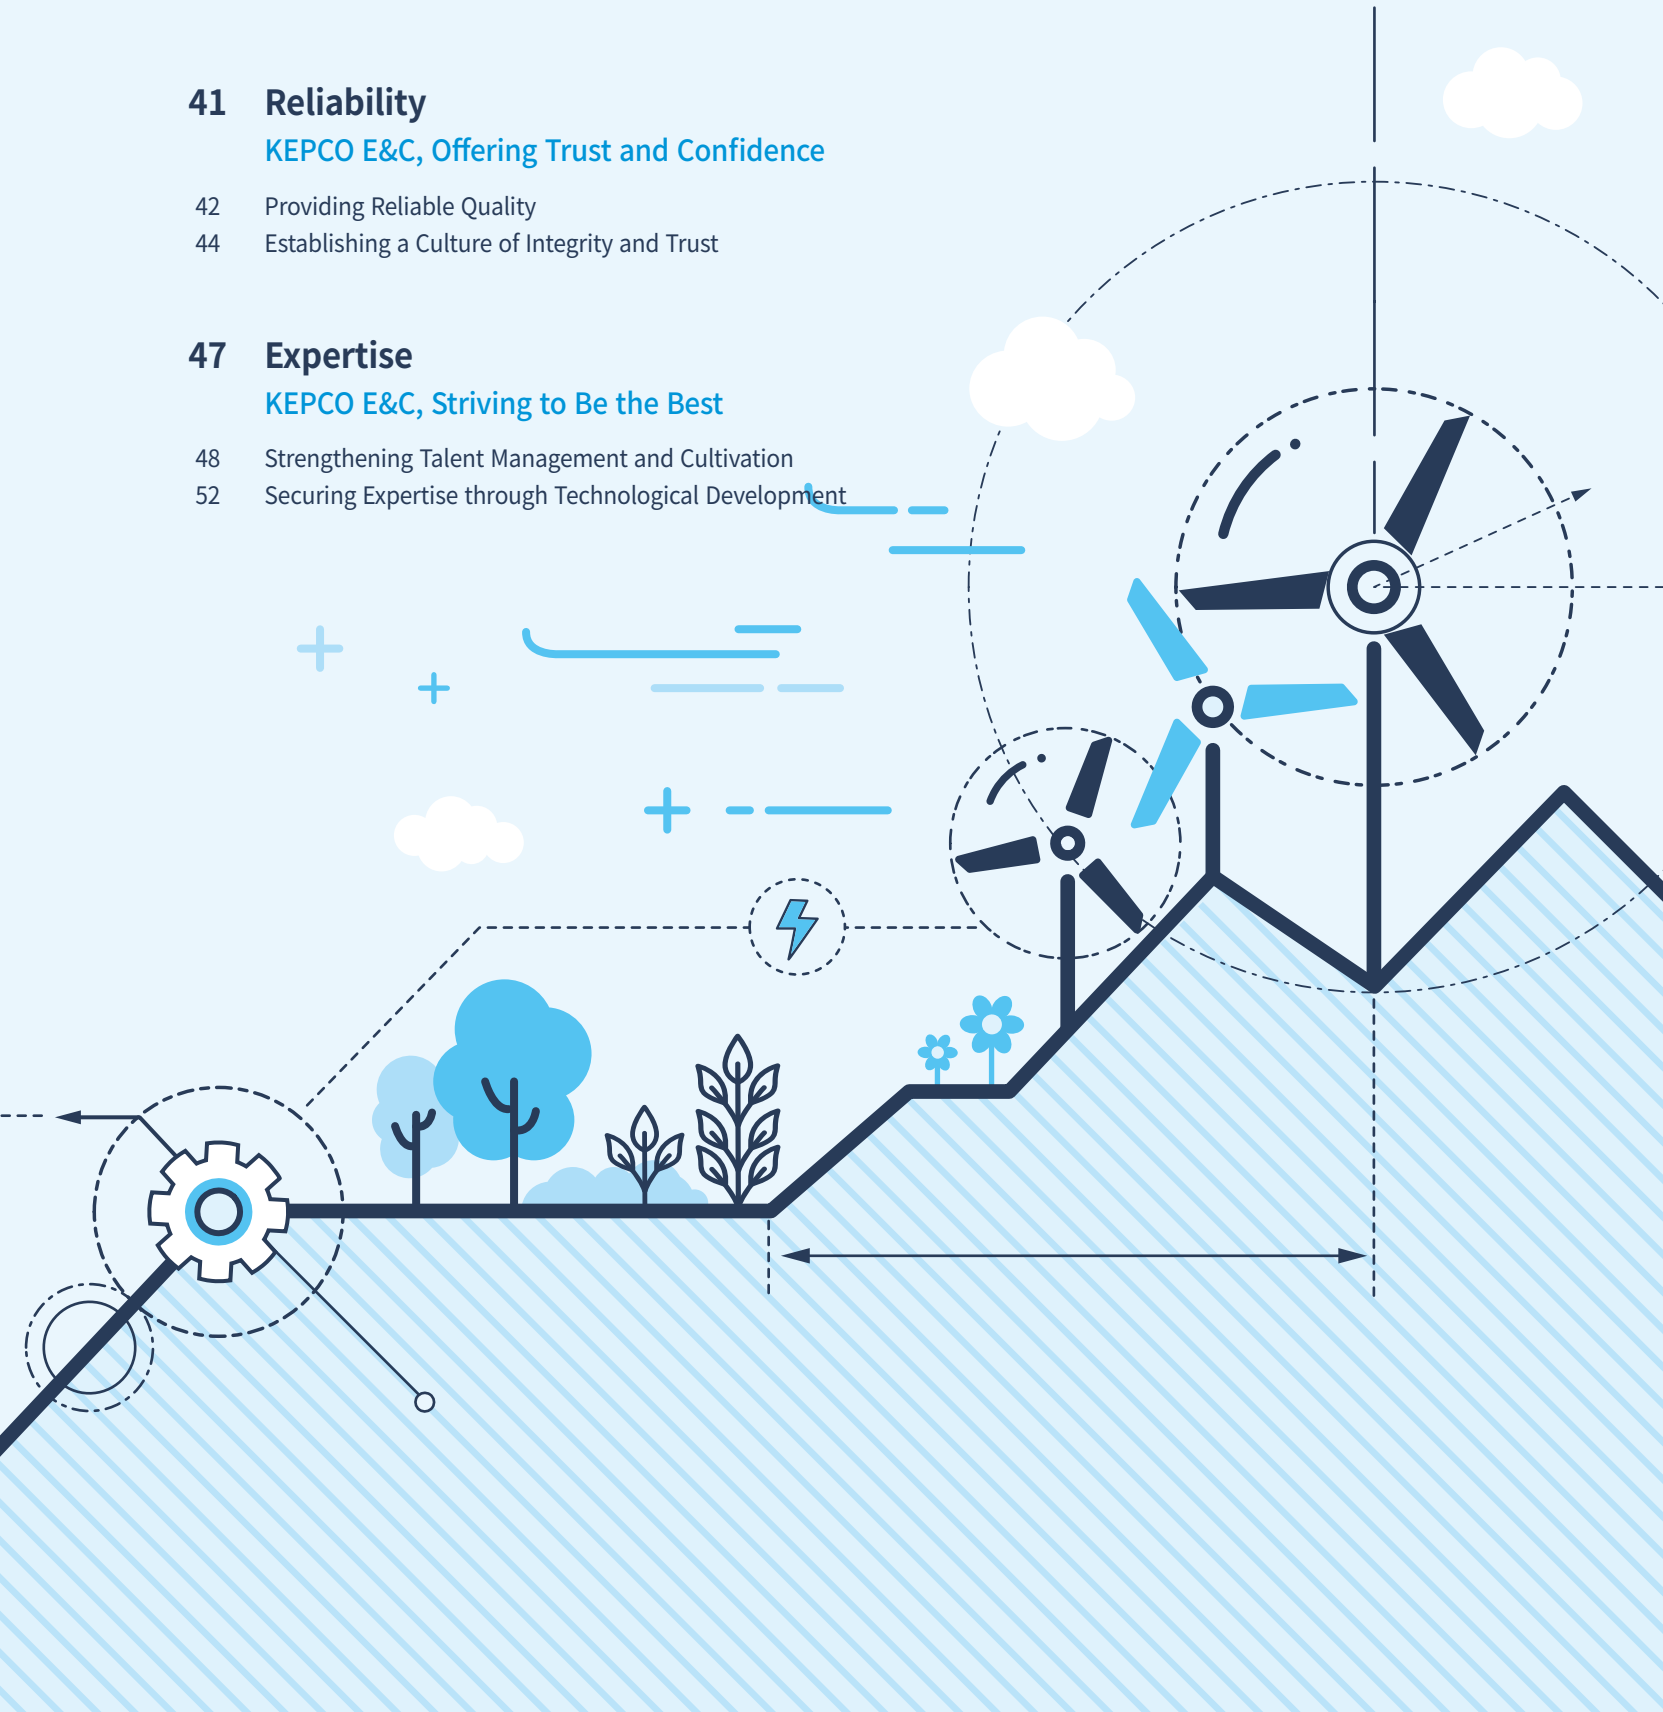 41 Reliability
KEPCO E&C, Offering Trust and Confidence
42 Providing Reliable Quality
44 Establishing a Culture of Integrity and Trust
47 Expertise
KEPCO E&C, Striving to Be the Best
48 Strengthening Talent Management and Cultivation
52 Securing Expertise through Technological Development